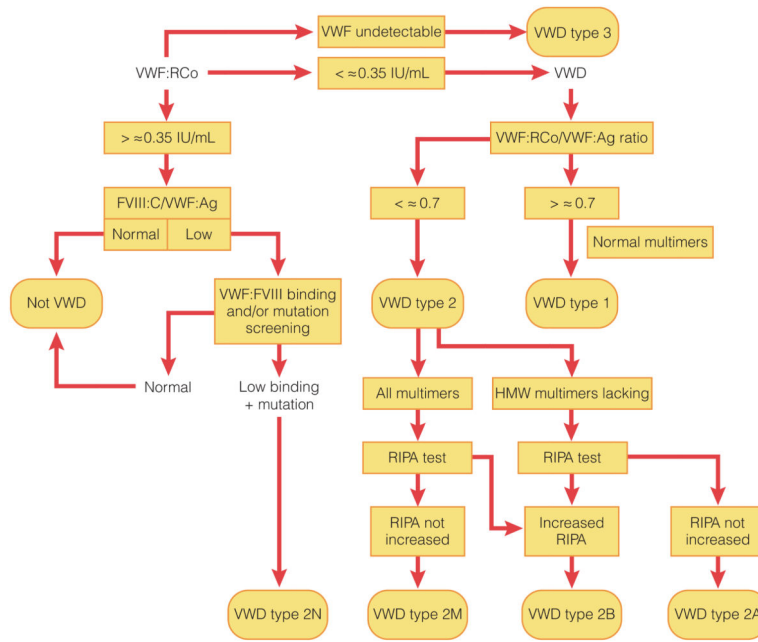 VWF undetectable
VWD type 3
VWF:RCo
< ≈0.35 IU/mL
VWD
> ≈0.35 IU/mL
VWF:RCo/VWF:Ag ratio
FVIII:C/VWF:Ag
Normal
Low
< ≈0.7
> ≈0.7
Normal multimers
Not VWD
VWF:FVIII binding
and/or mutation
screening
VWD type 2
VWD type 1
Normal
Low binding
+ mutation
All multimers
HMW multimers lacking
RIPA test
RIPA test
RIPA not
increased
Increased
RIPA
RIPA not
increased
VWD type 2N
VWD type 2M
VWD type 2B
VWD type 2A